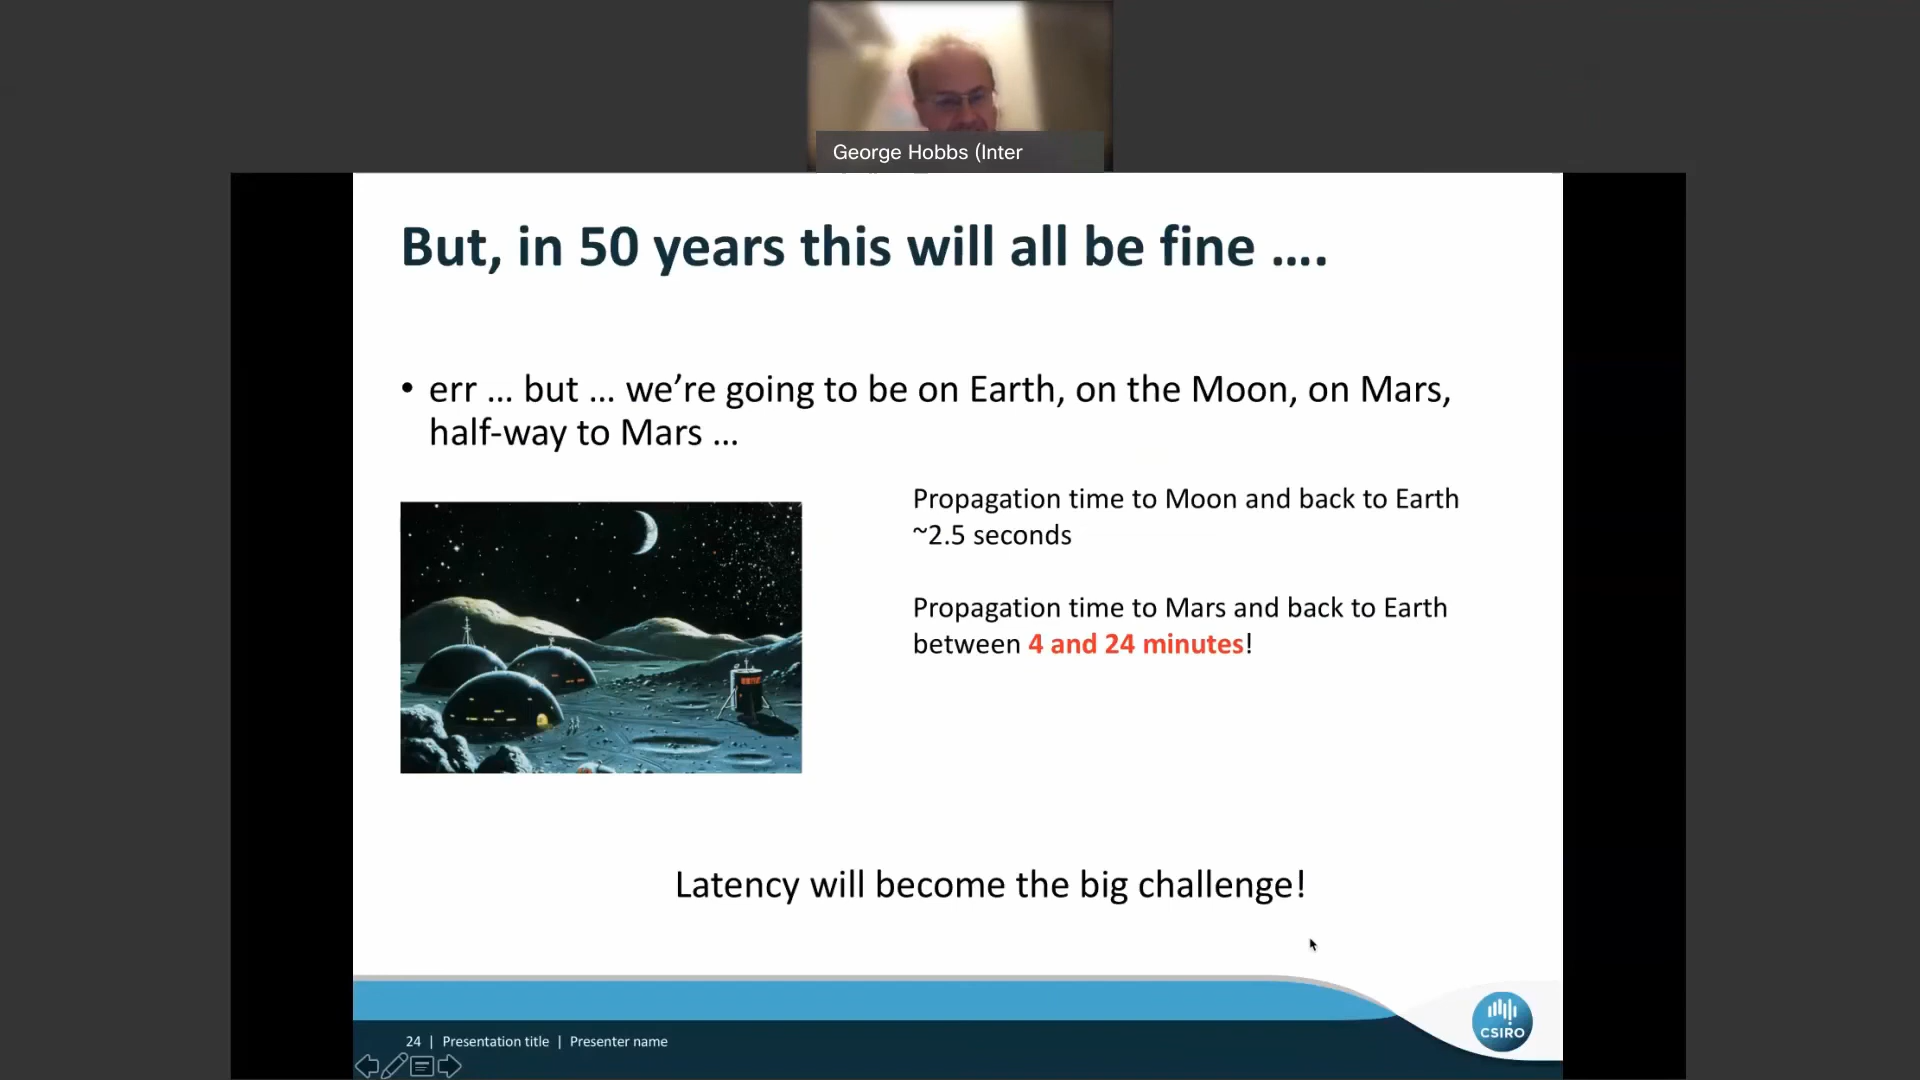 George Hobbs (Inter
But, in 50 years this will all be fine ....
• err ... but ... we’re going to be on Earth, on the Moon, on Mars,
half-way to Mars ...
Propagation time to Moon and back to Earth
~2.5 seconds
Propagation time to Mars and back to Earth
between 4 and 24 minutes!
Latency will become the big challenge!
24 | Presentation title | Presenter name
CSIRO